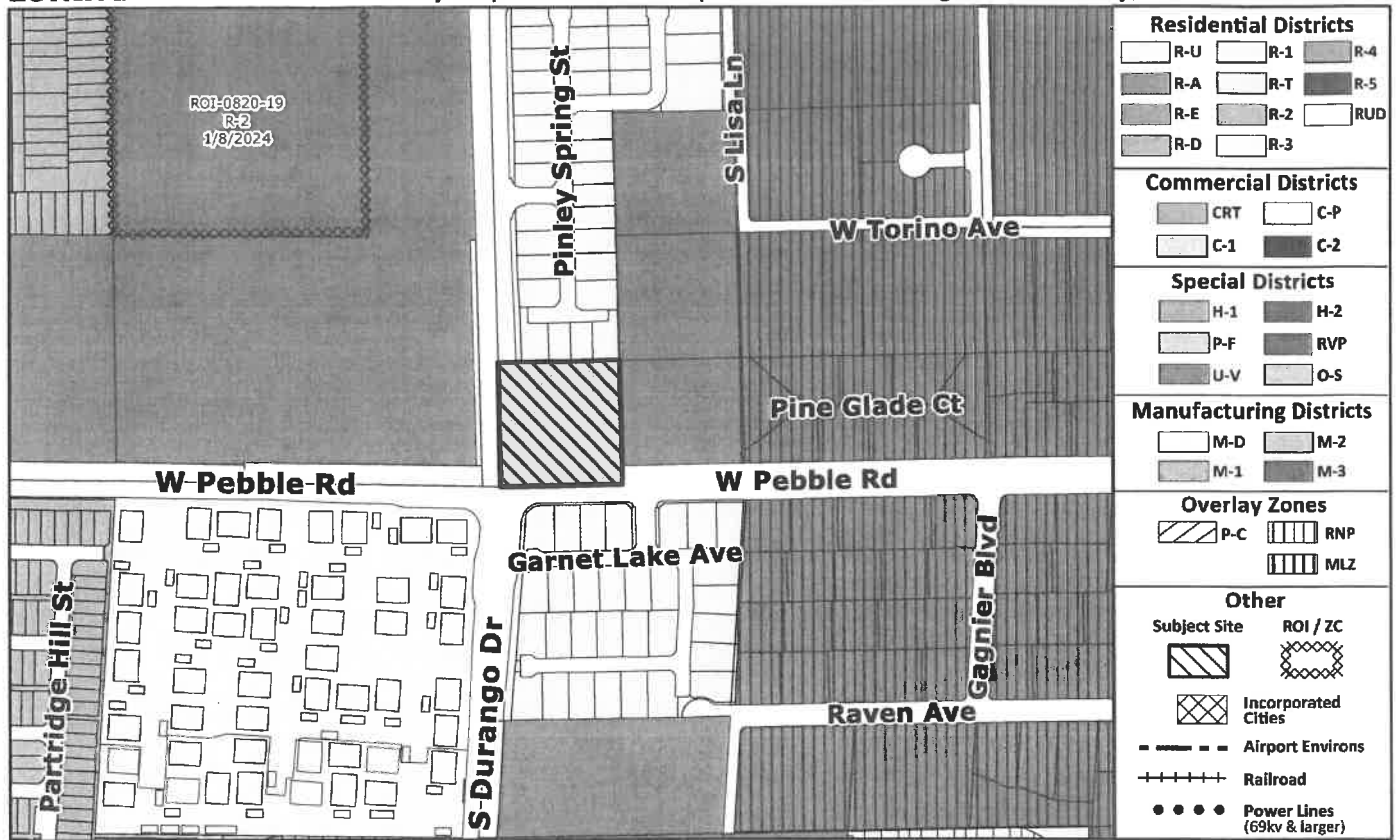 ROI-0820-19
R-2
1/8/2024
Pinley Spring St
S Lisa Ln
W Torino Ave
Pine Glade Ct
W Pebble Rd
W Pebble Rd
Garnet Lake Ave
Gagnier Blvd
Partridge Hill St
S Durango Dr
Raven Ave
Residential Districts
R-U R-1 R-4
R-A R-T R-5
R-E R-2 RUD
R-D R-3
Commercial Districts
CRT C-P
C-1 C-2
Special Districts
H-1 H-2
P-F RVP
U-V O-S
Manufacturing Districts
M-D M-2
M-1 M-3
Overlay Zones
P-C RNP
MLZ
Other
Subject Site ROI / ZC
Incorporated
Cities
Airport Environs
Railroad
Power Lines
(69kv & larger)